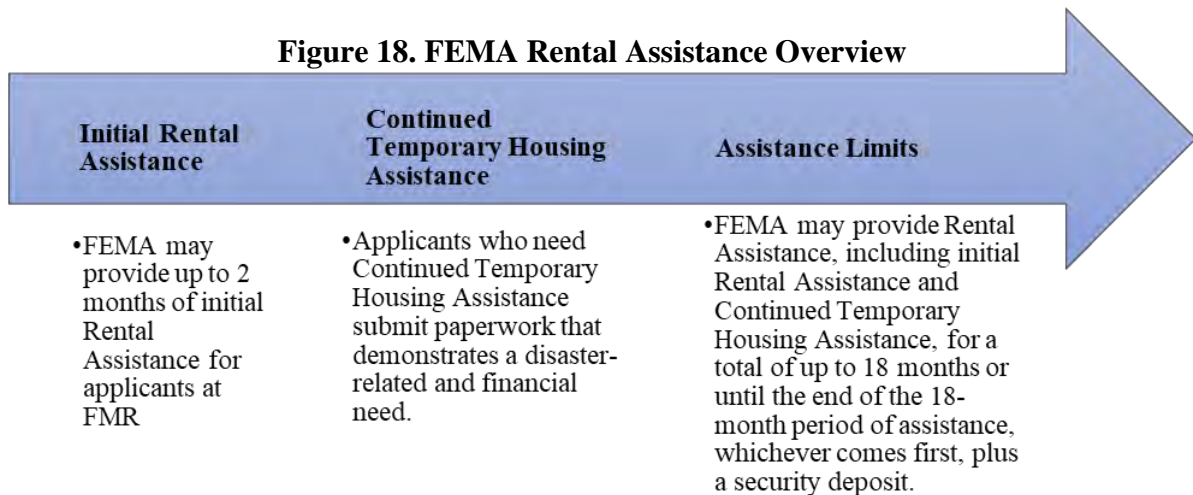 Figure 18. FEMA Rental Assistance Overview
Initial Rental
Assistance
Continued
Temporary Housing
Assistance
Assistance Limits
•FEMA may
provide up to 2
months of initial
Rental
Assistance for
applicants at
FMR
•Applicants who need
Continued Temporary
Housing Assistance
submit paperwork that
demonstrates a disaster-
related and financial
need.
•FEMA may provide Rental
Assistance, including initial
Rental Assistance and
Continued Temporary
Housing Assistance, for a
total of up to 18 months or
until the end of the 18-
month period of assistance,
whichever comes first, plus
a security deposit.